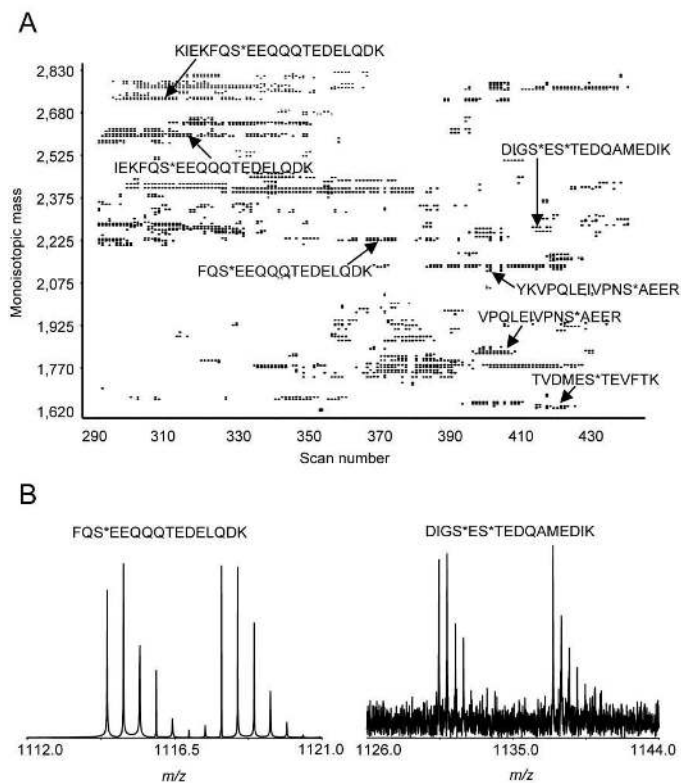 A
KIEKFQS*EEQQQTEDELQDK
2,830
2,680
2,525
2,375
2,225
2,075
1,925
1,770
1,620
Monoisotopic mass
IEKFQS*EEQQQTEDELQDK
DIGS*ES*TEDQAMEDIK
FQS*EEQQQTEDELQDK
YKVPQLEIVPNS*AEER
VPQLEIVPNS*AEER
TVDMES*TEVFTK
290 310 330 350 370 390 410 430
Scan number
B
FQS*EEQQQTEDELQDK
DIGS*ES*TEDQAMEDIK
1112.0 1116.5 1121.0
m/z
1126.0 1135.0 1144.0
m/z